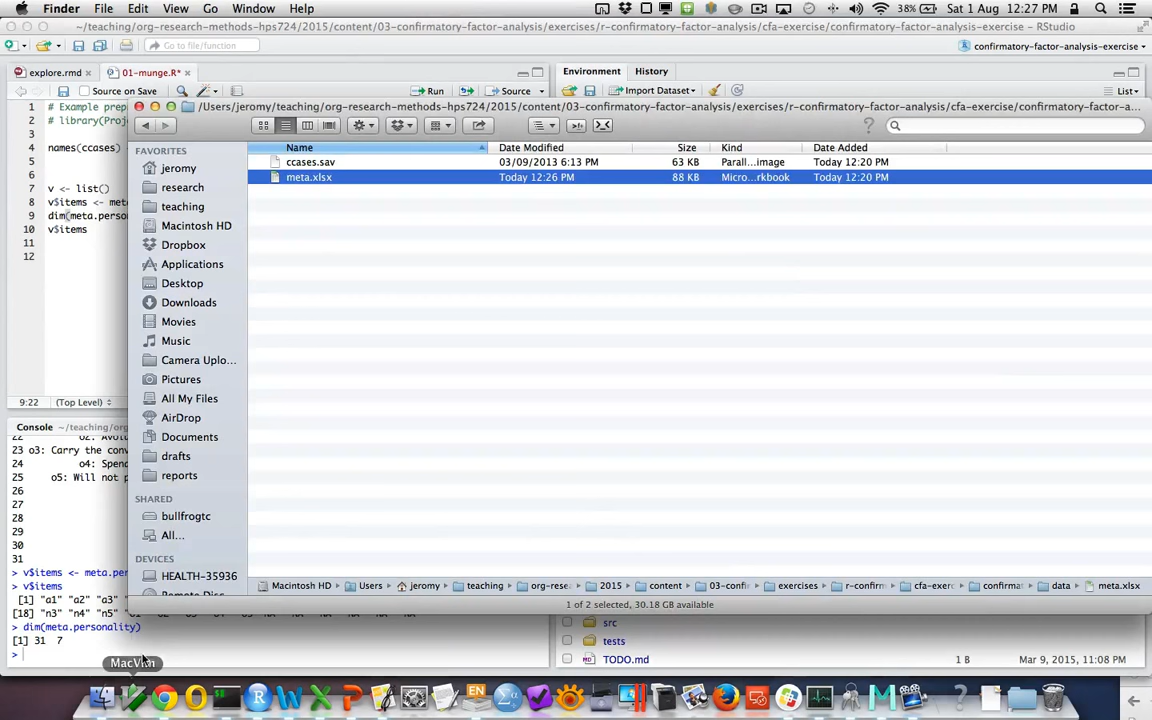 Finder File Edit View Go Window Help 38% Sat 1 Aug 12:27 PM
~/teaching/org-research-methods-hps724/2015/content/03-confirmatory-factor-analysis/exercises/r-confirmatory-factor-analysis/cfa-exercise/confirmatory-factor-analysis-exercise – RStudio
Go to file/function confirmatory-factor-analysis-exercise
explore.rmd 01-munge.R* Environment History
Source on Save Run Source Import Dataset List
1 # Example prep
2 # library(Proj
3
4 names(ccases)
5
6
7 v <- list()
8 v$items <- met
9 dim(meta.perso
10 v$items
11
12
9:22 (Top Level)
Console ~/teaching/org
22 o2: Avoid
23 o3: Carry the conv
24 o4: Spend
25 o5: Will not p
26
27
28
29
30
31
> v$items <- meta.per
> v$items
[1] "a1" "a2" "a3"
[18] "n3" "n4" "n5"
> dim(meta.personality)
[1] 31 7
>
/Users/jeromy/teaching/org-research-methods-hps724/2015/content/03-confirmatory-factor-analysis/exercises/r-confirmatory-factor-analysis/cfa-exercise/confirmatory-factor-a...
FAVORITES
jeromy
research
teaching
Macintosh HD
Dropbox
Applications
Desktop
Downloads
Movies
Music
Camera Uplo...
Pictures
All My Files
AirDrop
Documents
drafts
reports
SHARED
bullfrogtc
All...
DEVICES
HEALTH-35936
Remote Disc
Name Date Modified Size Kind Date Added
ccases.sav 03/09/2013 6:13 PM 63 KB Parall...image Today 12:20 PM
meta.xlsx Today 12:26 PM 88 KB Micro...rkbook Today 12:20 PM
Macintosh HD Users jeromy teaching org-resea 2015 content 03-confi exercises r-confirm cfa-exerc confirmat data meta.xlsx
1 of 2 selected, 30.18 GB available
src
tests
TODO.md 1 B Mar 9, 2015, 11:08 PM
MacVim